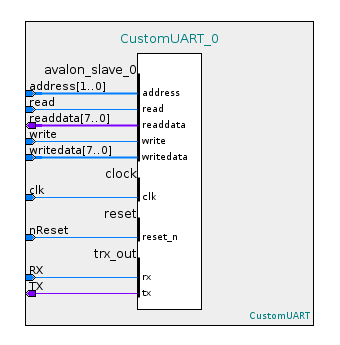 CustomUART_0
avalon_slave_0
address[1..0] address
read read
readdata[7..0] readdata
write write
writedata[7..0] writedata
clock
clk clk
reset
nReset reset_n
trx_out
RX rx
TX tx
CustomUART